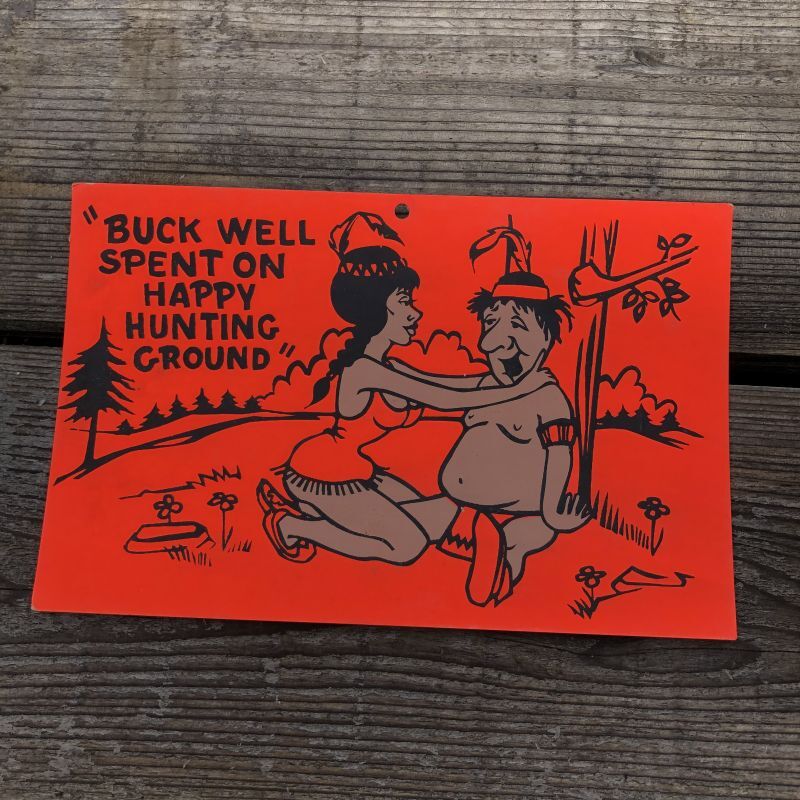 "BUCK WELL
SPENT ON
HAPPY
HUNTING
GROUND"